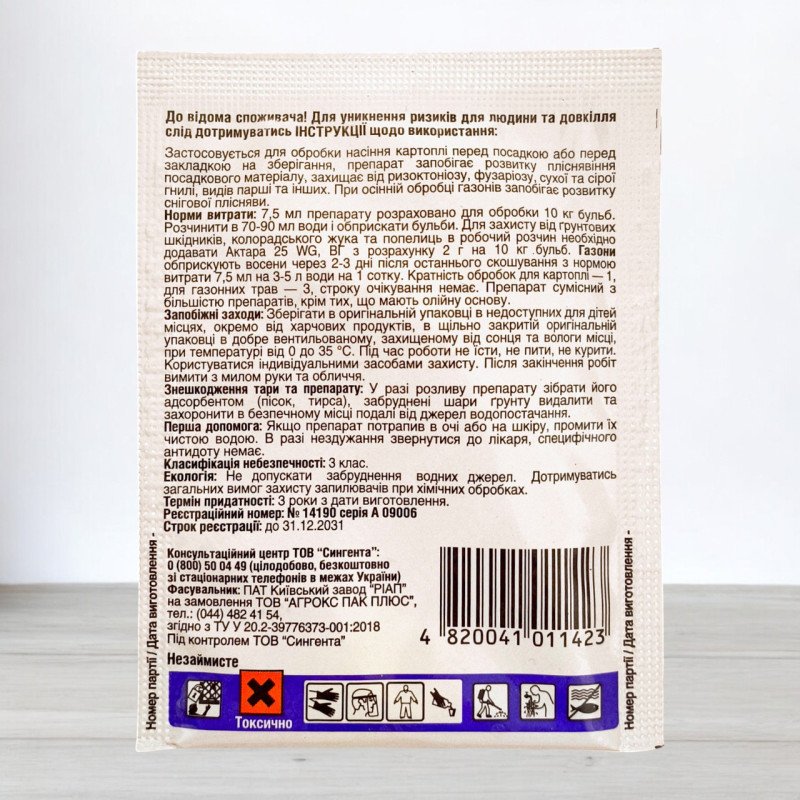 До відома споживача! Для уникнення ризиків для людини та довкілля
слід дотримуватись ІНСТРУКЦІЇ щодо використання:
Застосовується для обробки насіння картоплі перед посадкою або перед
закладкою на зберігання, препарат запобігає розвитку пліснявіння
посадкового матеріалу, захищає від ризоктоніозу, фузаріозу, сухої та сірої
гнилі, видів парші та інших. При осінній обробці газонів запобігає розвитку
снігової плісняви.
Норми витрати: 7,5 мл препарату розраховано для обробки 10 кг бульб.
Розчинити в 70-90 мл води і обприскати бульби. Для захисту від ґрунтових
шкідників, колорадського жука та попелиць в робочий розчин необхідно
додавати Актара 25 WG, ВГ з розрахунку 2 г на 10 кг бульб. Газони
обприскують восени через 2-3 дні після останнього скошування з нормою
витрати 7,5 мл на 3-5 л води на 1 сотку. Кратність обробок для картоплі — 1,
для газонних трав — 3, строку очікування немає. Препарат сумісний з
більшістю препаратів, крім тих, що мають олійну основу.
Запобіжні заходи: Зберігати в оригінальній упаковці в недоступних для дітей
місцях, окремо від харчових продуктів, в щільно закритій оригінальній
упаковці в добре вентильованому, захищеному від сонця та вологи місці,
при температурі від 0 до 35 °С. Під час роботи не їсти, не пити, не курити.
Користуватися індивідуальними засобами захисту. Після закінчення робіт
вимити з милом руки та обличчя.
Знешкодження тари та препарату: У разі розливу препарату зібрати його
адсорбентом (пісок, тирса), забруднені шари ґрунту видалити та
захоронити в безпечному місці подалі від джерел водопостачання.
Перша допомога: Якщо препарат потрапив в очі або на шкіру, промити їх
чистою водою. В разі нездужання звернутися до лікаря, специфічного
антидоту немає.
Класифікація небезпечності: 3 клас.
Екологія: Не допускати забруднення водних джерел. Дотримуватись
загальних вимог захисту запилювачів при хімічних обробках.
Термін придатності: 3 роки з дати виготовлення.
Реєстраційний номер: № 14190 серія А 09006
Строк реєстрації: до 31.12.2031
Консультаційний центр ТОВ "Сингента":
0 (800) 50 04 49 (цілодобово, безкоштовно
зі стаціонарних телефонів в межах України)
Фасувальник: ПАТ Київський завод "РІАП"
на замовлення ТОВ "АГРОКС ПАК ПЛЮС",
тел.: (044) 482 41 54,
згідно з ТУ У 20.2-39776373-001:2018
Під контролем ТОВ "Сингента"
4 820041 011423
Незаймисте
Токсично
Номер партії / Дата виготовлення -
Номер партії / Дата виготовлення -